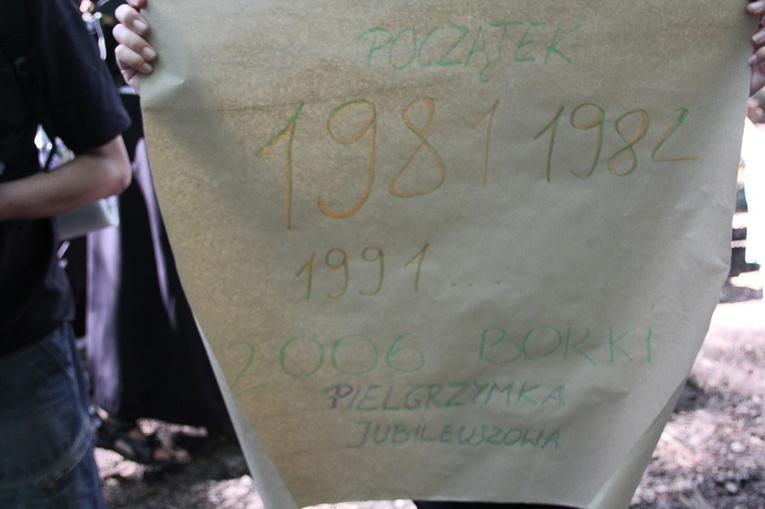 POCZĄTEK
1981 1982
1991....
2006 BORKI
PIELGRZYMKA
JUBILEUSZOWA